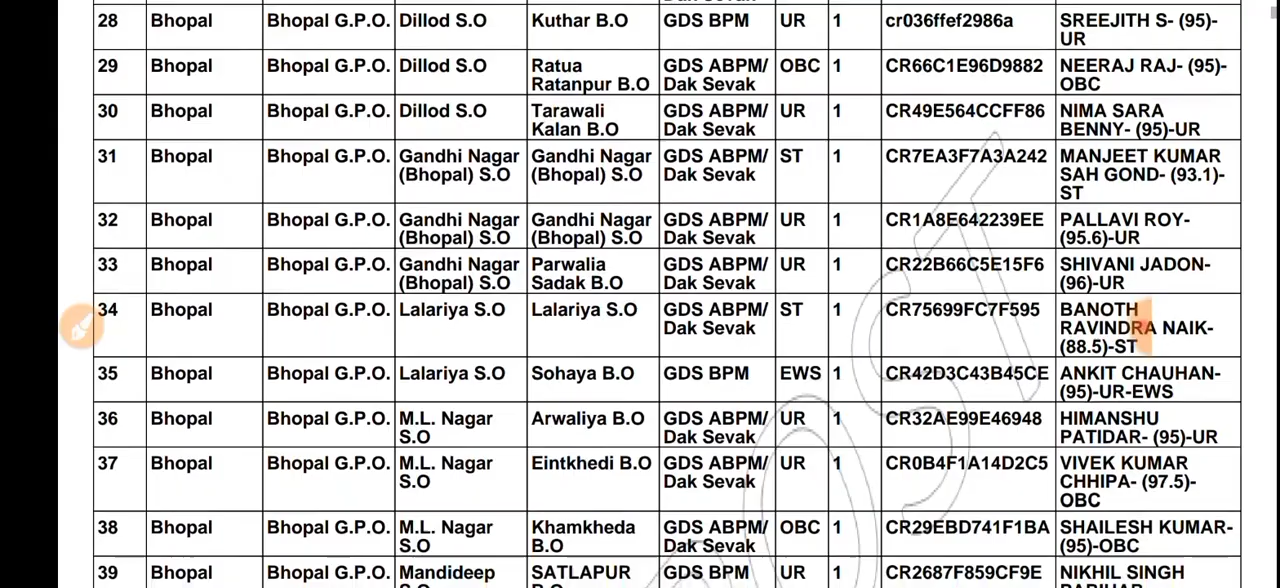 28 Bhopal Bhopal G.P.O. Dillod S.O Kuthar B.O GDS BPM UR 1 cr036ffef2986a SREEJITH S- (95)-
UR
29 Bhopal Bhopal G.P.O. Dillod S.O Ratua GDS ABPM/ OBC 1 CR66C1E96D9882 NEERAJ RAJ- (95)-
Ratanpur B.O Dak Sevak OBC
30 Bhopal Bhopal G.P.O. Dillod S.O Tarawali GDS ABPM/ UR 1 CR49E564CCFF86 NIMA SARA
Kalan B.O Dak Sevak BENNY- (95)-UR
31 Bhopal Bhopal G.P.O. Gandhi Nagar Gandhi Nagar GDS ABPM/ ST 1 CR7EA3F7A3A242 MANJEET KUMAR
(Bhopal) S.O (Bhopal) S.O Dak Sevak SAH GOND- (93.1)-
ST
32 Bhopal Bhopal G.P.O. Gandhi Nagar Gandhi Nagar GDS ABPM/ UR 1 CR1A8E642239EE PALLAVI ROY-
(Bhopal) S.O (Bhopal) S.O Dak Sevak (95.6)-UR
33 Bhopal Bhopal G.P.O. Gandhi Nagar Parwalia GDS ABPM/ UR 1 CR22B66C5E15F6 SHIVANI JADON-
(Bhopal) S.O Sadak B.O Dak Sevak (96)-UR
34 Bhopal Bhopal G.P.O. Lalariya S.O Lalariya S.O GDS ABPM/ ST 1 CR75699FC7F595 BANOTH
Dak Sevak RAVINDRA NAIK-
(88.5)-ST
35 Bhopal Bhopal G.P.O. Lalariya S.O Sohaya B.O GDS BPM EWS 1 CR42D3C43B45CE ANKIT CHAUHAN-
(95)-UR-EWS
36 Bhopal Bhopal G.P.O. M.L. Nagar Arwaliya B.O GDS ABPM/ UR 1 CR32AE99E46948 HIMANSHU
S.O Dak Sevak PATIDAR- (95)-UR
37 Bhopal Bhopal G.P.O. M.L. Nagar Eintkhedi B.O GDS ABPM/ UR 1 CR0B4F1A14D2C5 VIVEK KUMAR
S.O Dak Sevak CHHIPA- (97.5)-
OBC
38 Bhopal Bhopal G.P.O. M.L. Nagar Khamkheda GDS ABPM/ OBC 1 CR29EBD741F1BA SHAILESH KUMAR-
S.O B.O Dak Sevak (95)-OBC
39 Bhopal Bhopal G.P.O. Mandideep SATLAPUR GDS BPM UR 1 CR2687F859CF9E NIKHIL SINGH